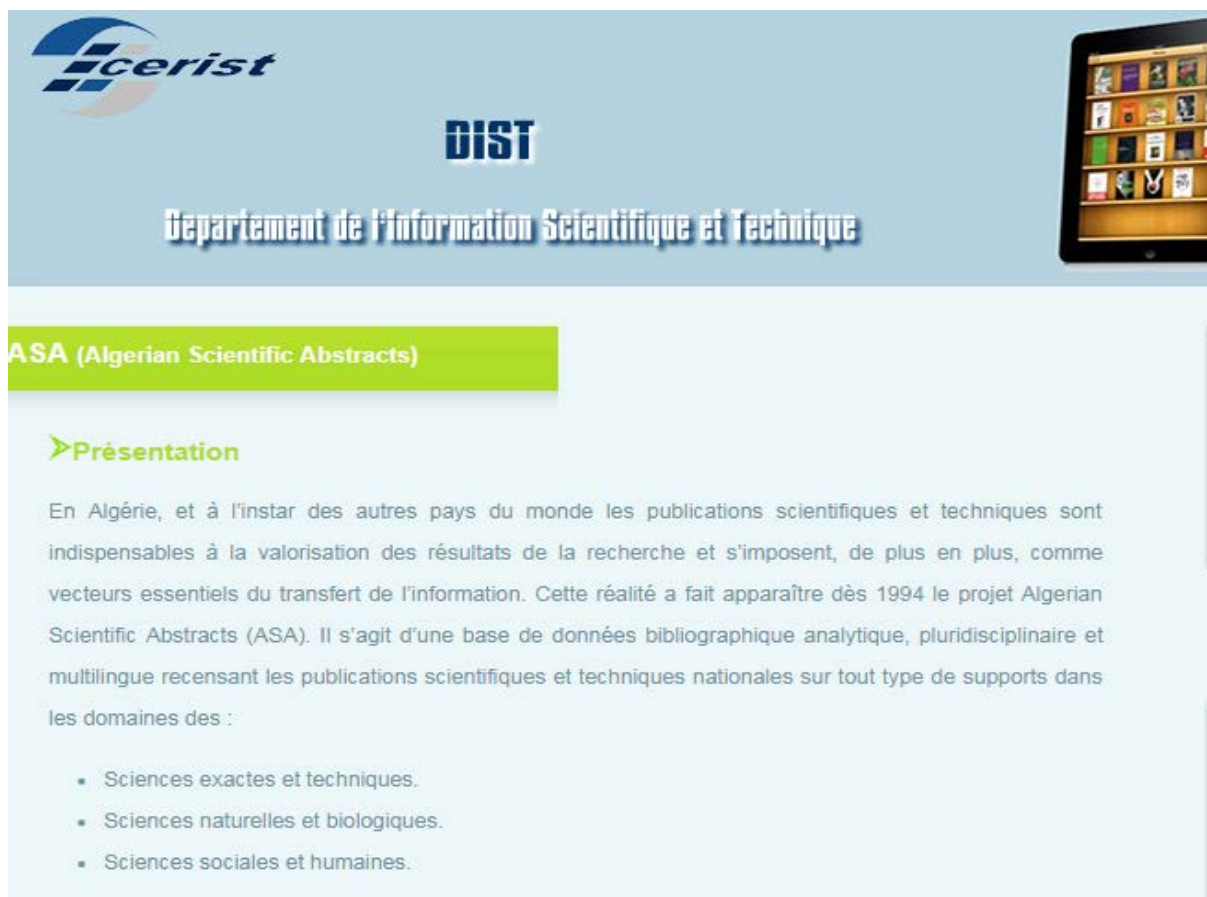 cerist
DIST
Departement de l'Information Scientifique et Technique
ASA (Algerian Scientific Abstracts)
➢Présentation
En Algérie, et à l'instar des autres pays du monde les publications scientifiques et techniques sont
indispensables à la valorisation des résultats de la recherche et s'imposent, de plus en plus, comme
vecteurs essentiels du transfert de l'information. Cette réalité a fait apparaître dès 1994 le projet Algerian
Scientific Abstracts (ASA). Il s'agit d'une base de données bibliographique analytique, pluridisciplinaire et
multilingue recensant les publications scientifiques et techniques nationales sur tout type de supports dans
les domaines des :
▪ Sciences exactes et techniques.
▪ Sciences naturelles et biologiques.
▪ Sciences sociales et humaines.